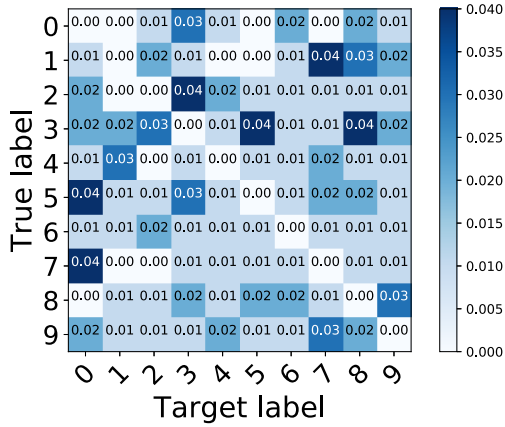 0 0.00 0.00 0.01 0.03 0.01 0.00 0.02 0.00 0.02 0.01
1 0.01 0.00 0.02 0.01 0.00 0.00 0.01 0.04 0.03 0.02
2 0.02 0.00 0.00 0.04 0.02 0.01 0.01 0.01 0.01 0.01
3 0.02 0.02 0.03 0.00 0.01 0.04 0.01 0.01 0.04 0.02
4 0.01 0.03 0.00 0.01 0.00 0.01 0.01 0.02 0.01 0.01
5 0.04 0.01 0.01 0.03 0.01 0.00 0.01 0.02 0.02 0.01
6 0.01 0.01 0.02 0.01 0.01 0.01 0.00 0.01 0.01 0.01
7 0.04 0.00 0.00 0.01 0.01 0.01 0.01 0.00 0.01 0.01
8 0.00 0.01 0.01 0.02 0.01 0.02 0.02 0.01 0.00 0.03
9 0.02 0.01 0.01 0.01 0.02 0.01 0.01 0.03 0.02 0.00
0 1 2 3 4 5 6 7 8 9
True label
Target label
0.040
0.035
0.030
0.025
0.020
0.015
0.010
0.005
0.000